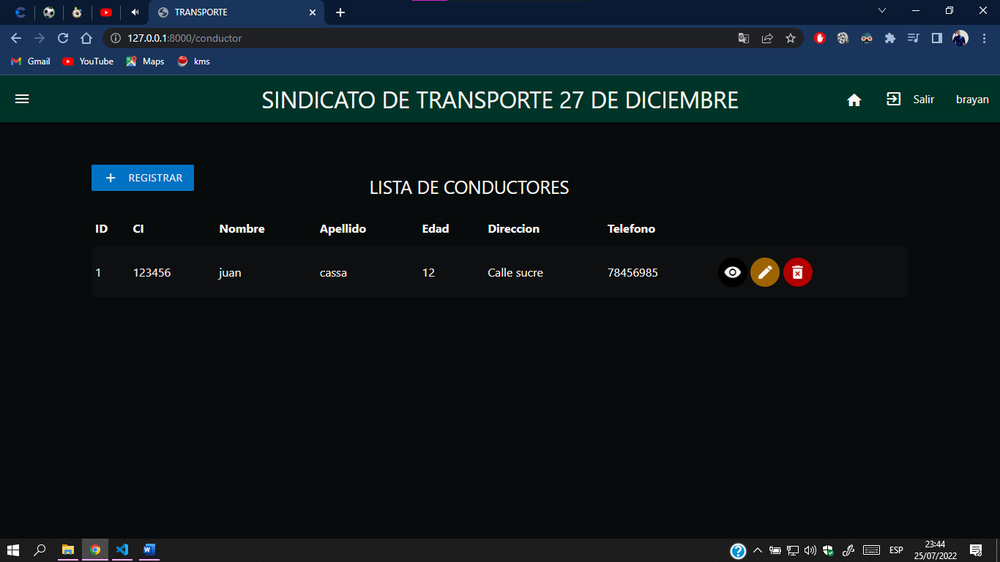 TRANSPORTE
127.0.0.1:8000/conductor
Gmail YouTube Maps kms
SINDICATO DE TRANSPORTE 27 DE DICIEMBRE
Salir brayan
REGISTRAR
LISTA DE CONDUCTORES
ID CI Nombre Apellido Edad Direccion Telefono
1 123456 juan cassa 12 Calle sucre 78456985
ESP
23:44
25/07/2022